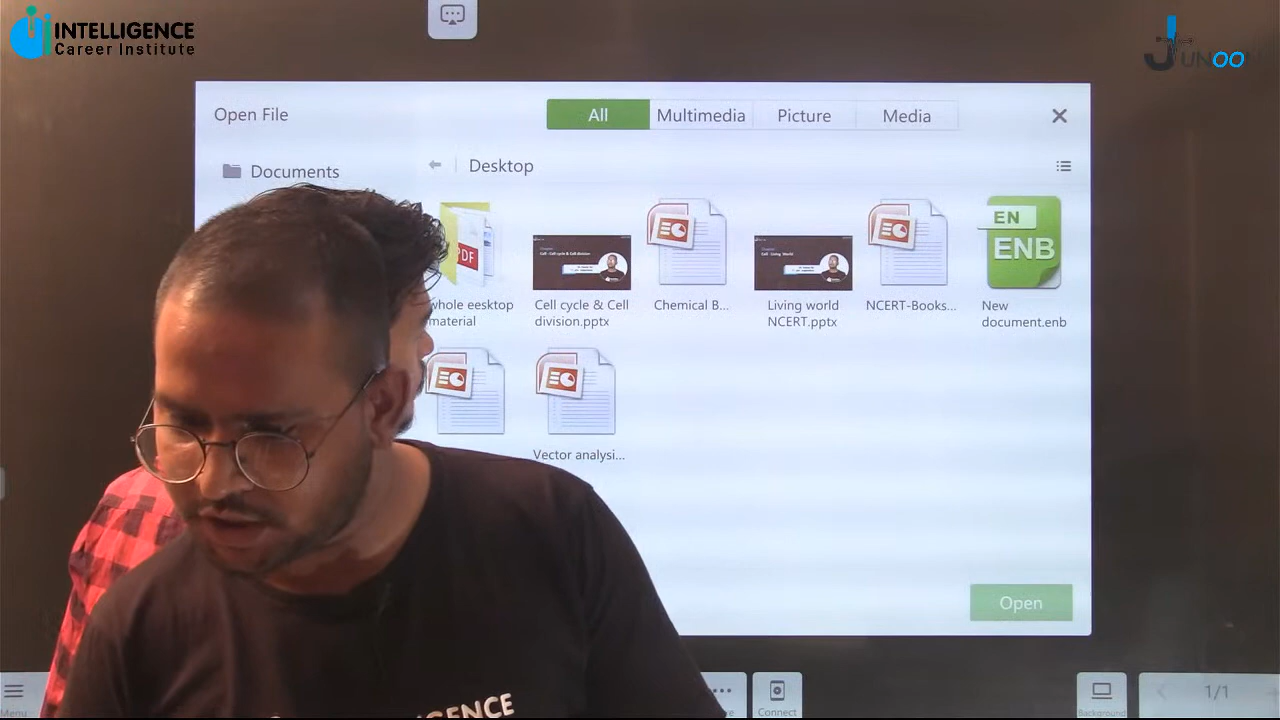 INTELLIGENCE
Career Institute
Open File
All
Multimedia
Picture
Media
Documents
Desktop
whole eesktop
material
PDF
Cell cycle & Cell
division.pptx
Chemical B...
Living world
NCERT.pptx
NCERT-Books...
EN
ENB
New
document.enb
Vector analysi...
Open
Menu
Connect
Background
1/1